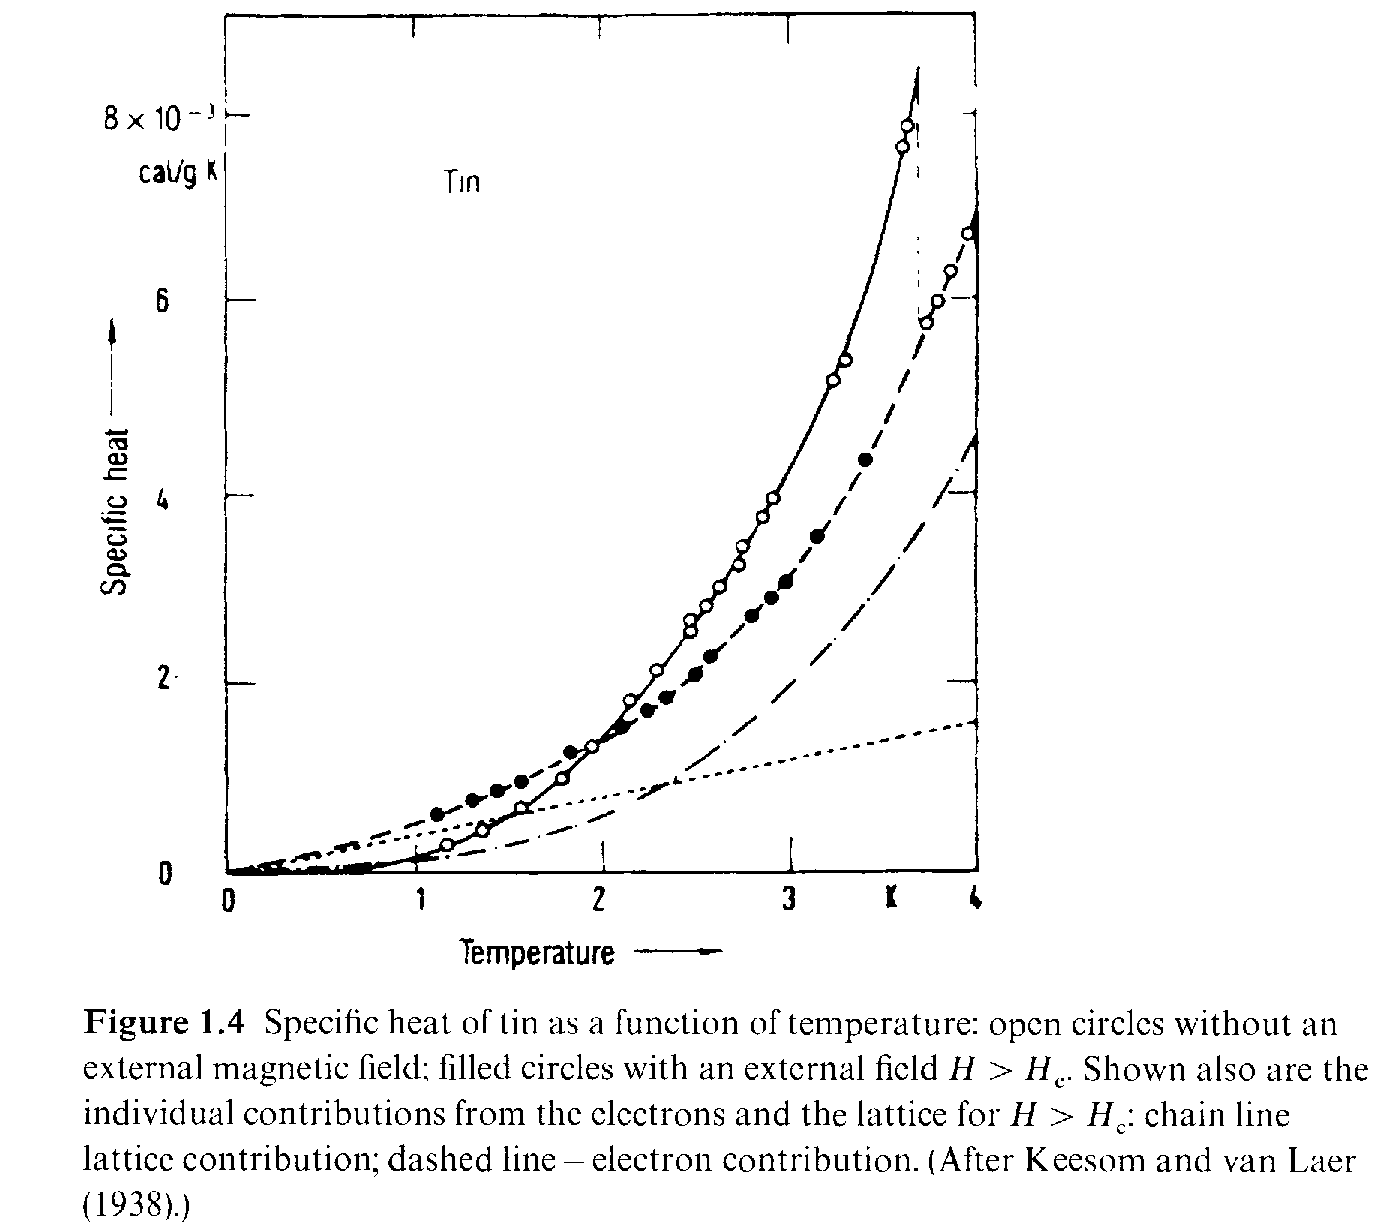 8 × 10⁻³
cal/g K
Tin
6
4
2
0
Specific heat
0 1 2 3 K 4
Temperature
Figure 1.4 Specific heat of tin as a function of temperature: open circles without an
external magnetic field; filled circles with an external field H > Hc. Shown also are the
individual contributions from the electrons and the lattice for H > Hc: chain line
lattice contribution; dashed line – electron contribution. (After Keesom and van Laer
(1938).)